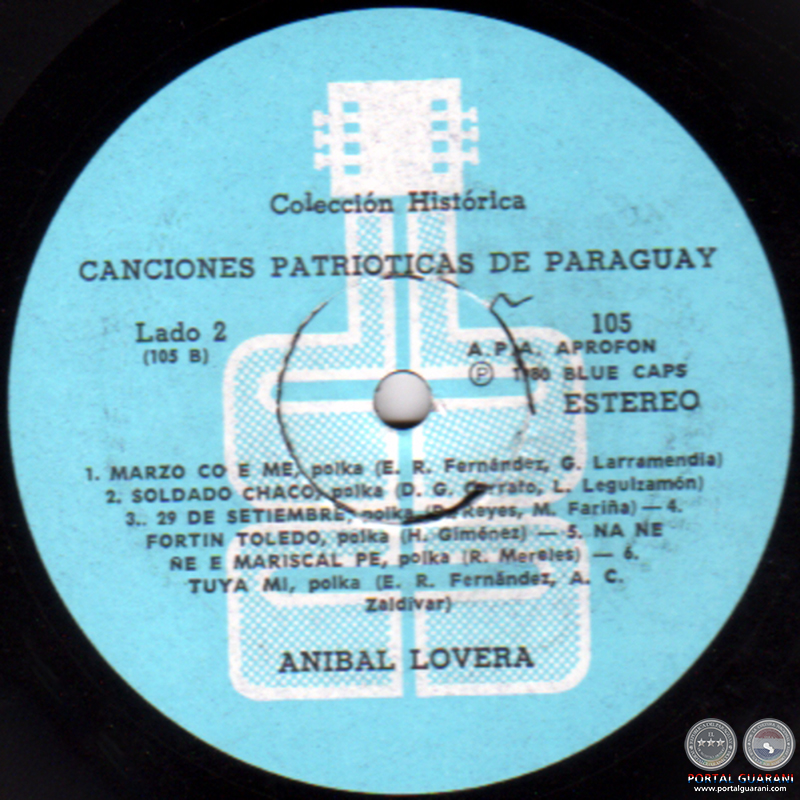 Colección Histórica
CANCIONES PATRIOTICAS DE PARAGUAY
Lado 2
(105 B)
105
A.P.A. APROFON
Ⓟ 1980 BLUE CAPS
ESTEREO
1. MARZO CO E ME, polka (E. R. Fernández, G. Larramendia)
2. SOLDADO CHACO, polka (D. G. L. Leguizamón)
3.. 29 DE SETIEMBRE, polka Reyes, M. Fariña) — 4.
FORTIN TOLEDO, polka (H. Giménez) — 5. NA NE
ÑE E MARISCAL PE, polka (R. Mereles) — 6.
TUYA MI, polka (E. R. Fernández, A. C.
Zaldívar)
ANIBAL LOVERA
PORTAL GUARANI
www.portalguarani.com